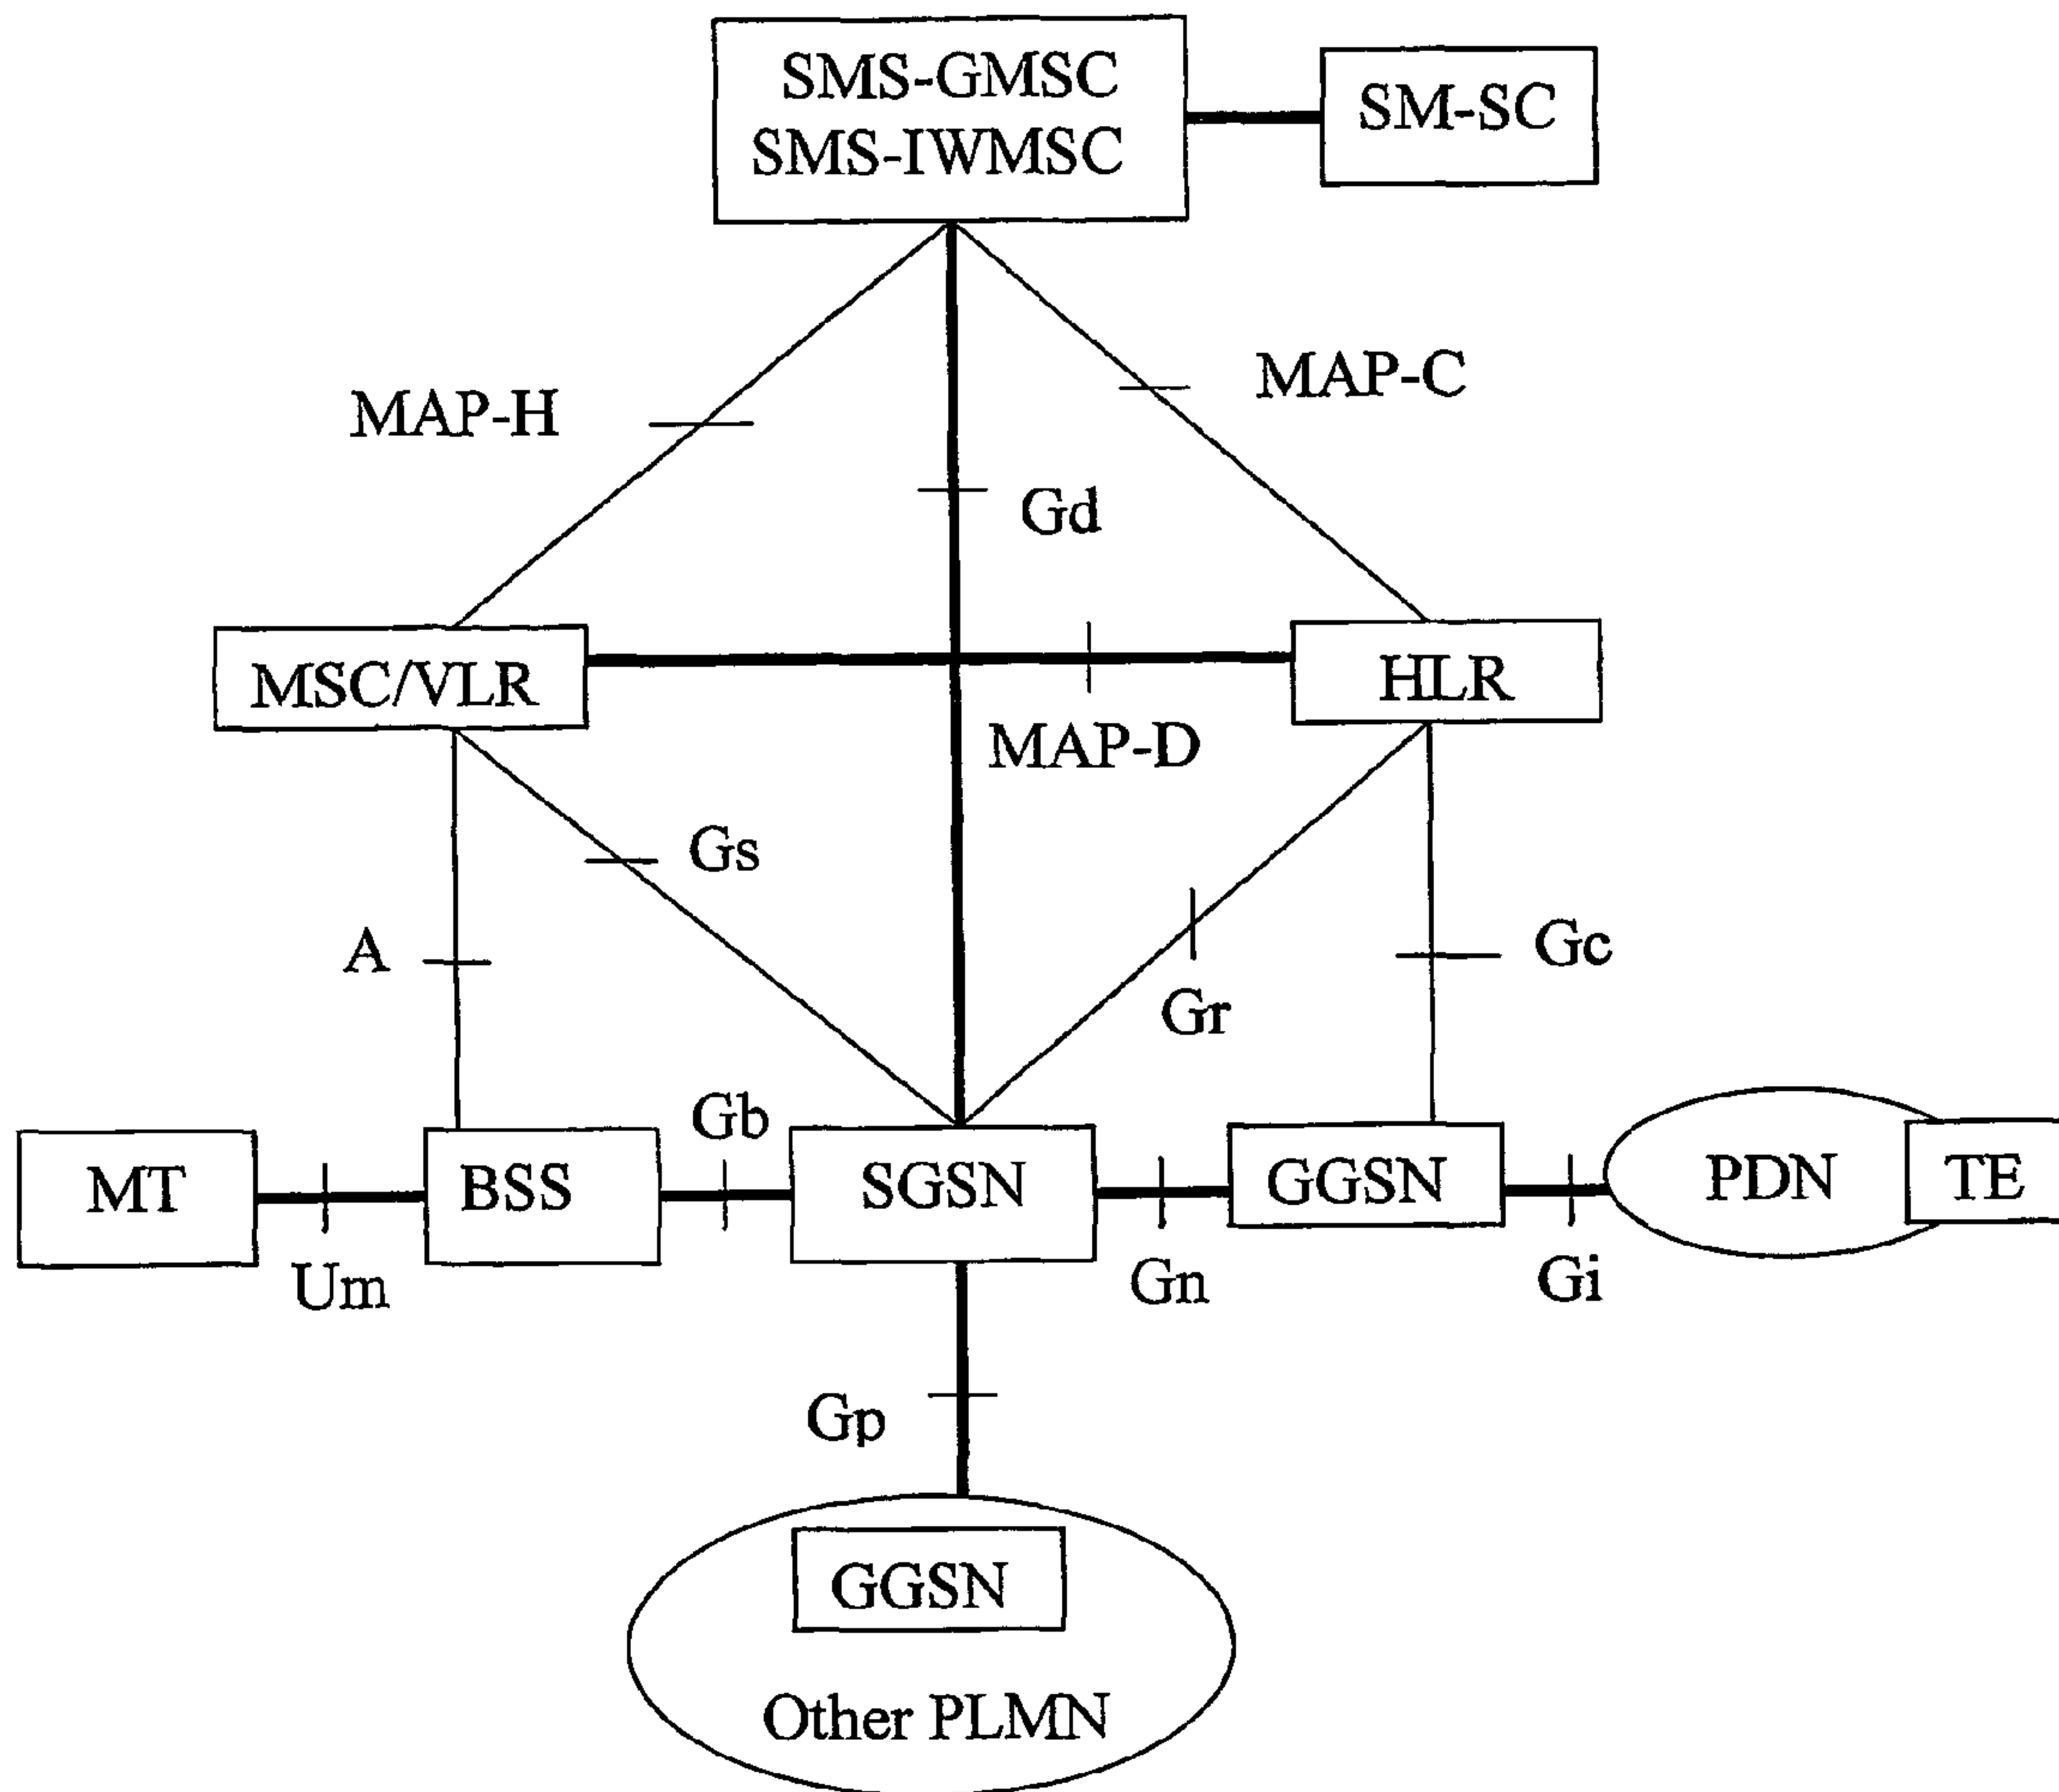 SMS-GMSC
SMS-IWMSC
SM-SC
MAP-H
MAP-C
Gd
MSC/VLR
HLR
MAP-D
Gs
A
Gr
Gc
Gb
MT
BSS
SGSN
GGSN
PDN
TE
Um
Gn
Gi
Gp
GGSN
Other PLMN